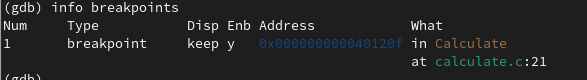 (gdb) info breakpoints
Num     Type           Disp Enb Address            What
1       breakpoint     keep y   0x000000000040120f in Calculate
                                                   at calculate.c:21
(gdb)